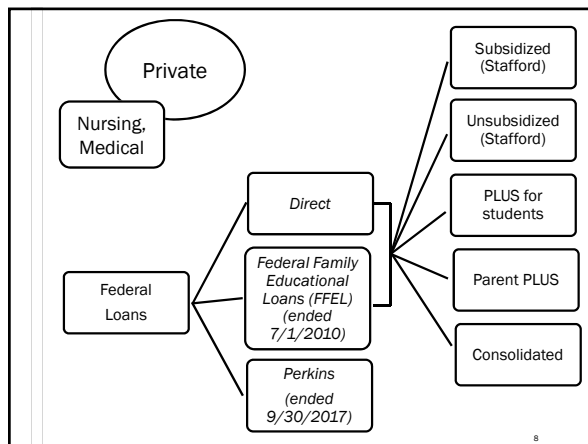 Private
Nursing,
Medical
Federal
Loans
Direct
Federal Family
Educational
Loans (FFEL)
(ended
7/1/2010)
Perkins
(ended
9/30/2017)
Subsidized
(Stafford)
Unsubsidized
(Stafford)
PLUS for
students
Parent PLUS
Consolidated
8